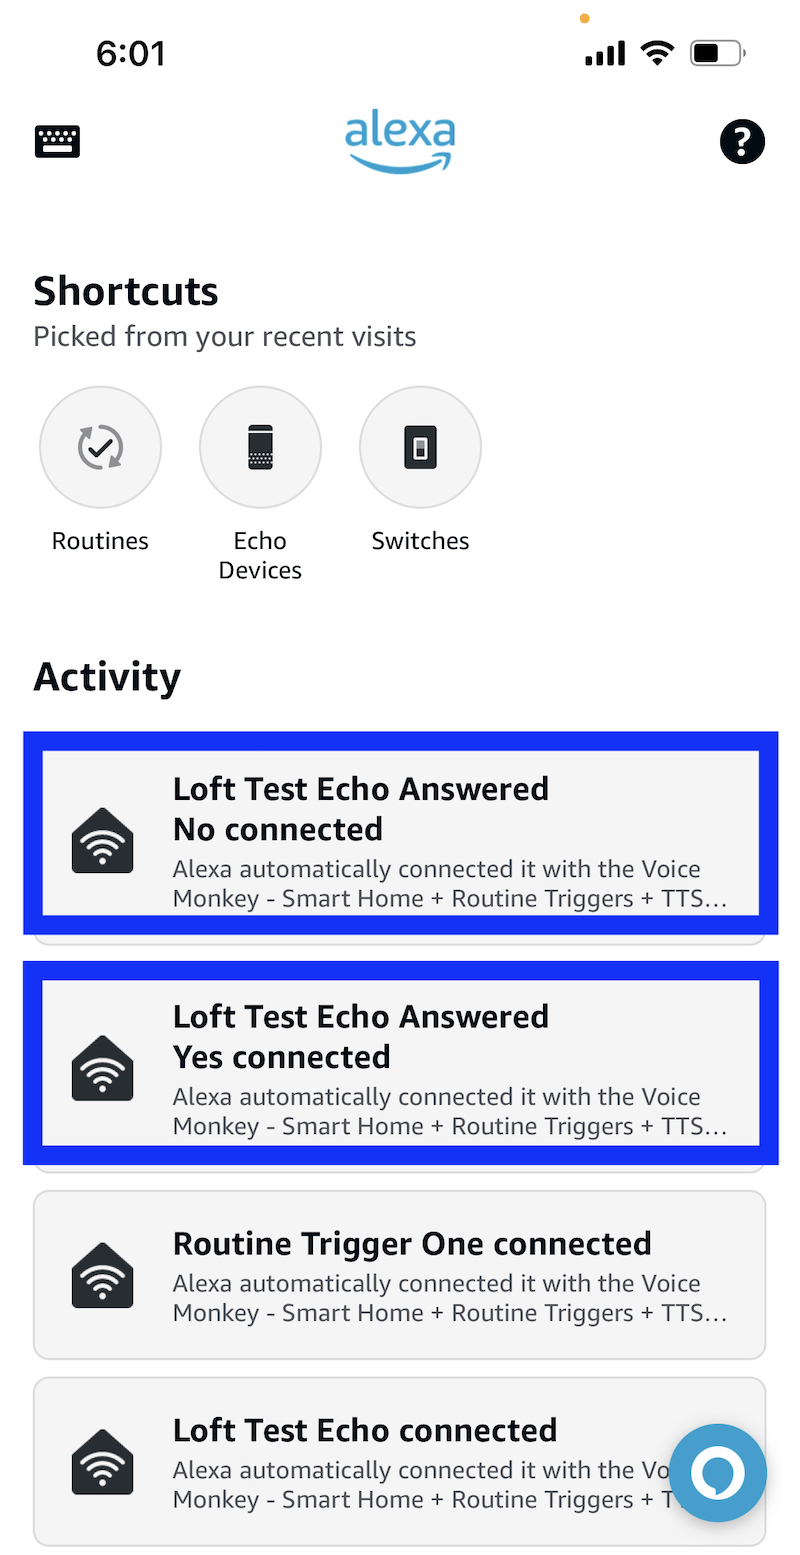 6:01
alexa
?
Shortcuts
Picked from your recent visits
Routines
Echo
Devices
Switches
Activity
Loft Test Echo Answered
No connected
Alexa automatically connected it with the Voice
Monkey - Smart Home + Routine Triggers + TTS...
Loft Test Echo Answered
Yes connected
Alexa automatically connected it with the Voice
Monkey - Smart Home + Routine Triggers + TTS...
Routine Trigger One connected
Alexa automatically connected it with the Voice
Monkey - Smart Home + Routine Triggers + TTS...
Loft Test Echo connected
Alexa automatically connected it with the Vo
Monkey - Smart Home + Routine Triggers + T